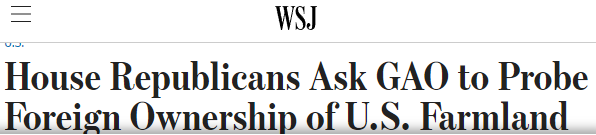 WSJ
U.S.
House Republicans Ask GAO to Probe
Foreign Ownership of U.S. Farmland